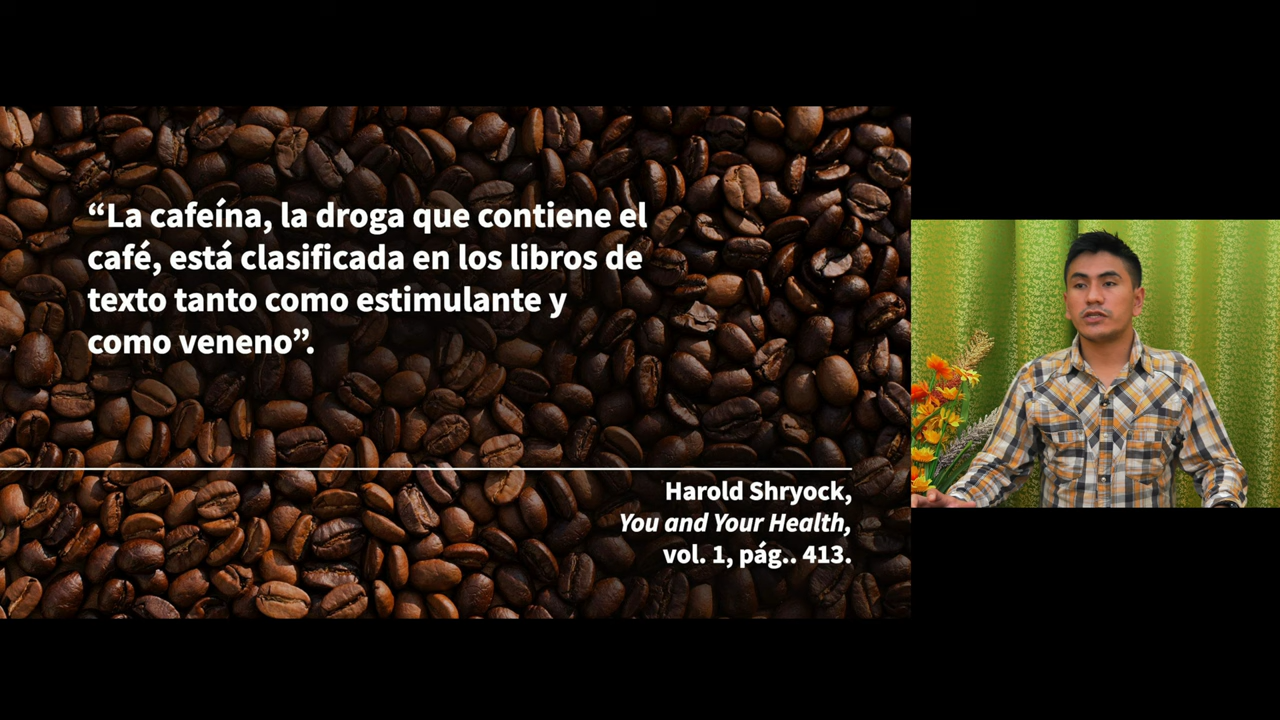 “La cafeína, la droga que contiene el
café, está clasificada en los libros de
texto tanto como estimulante y
como veneno”.
Harold Shryock,
You and Your Health,
vol. 1, pág.. 413.